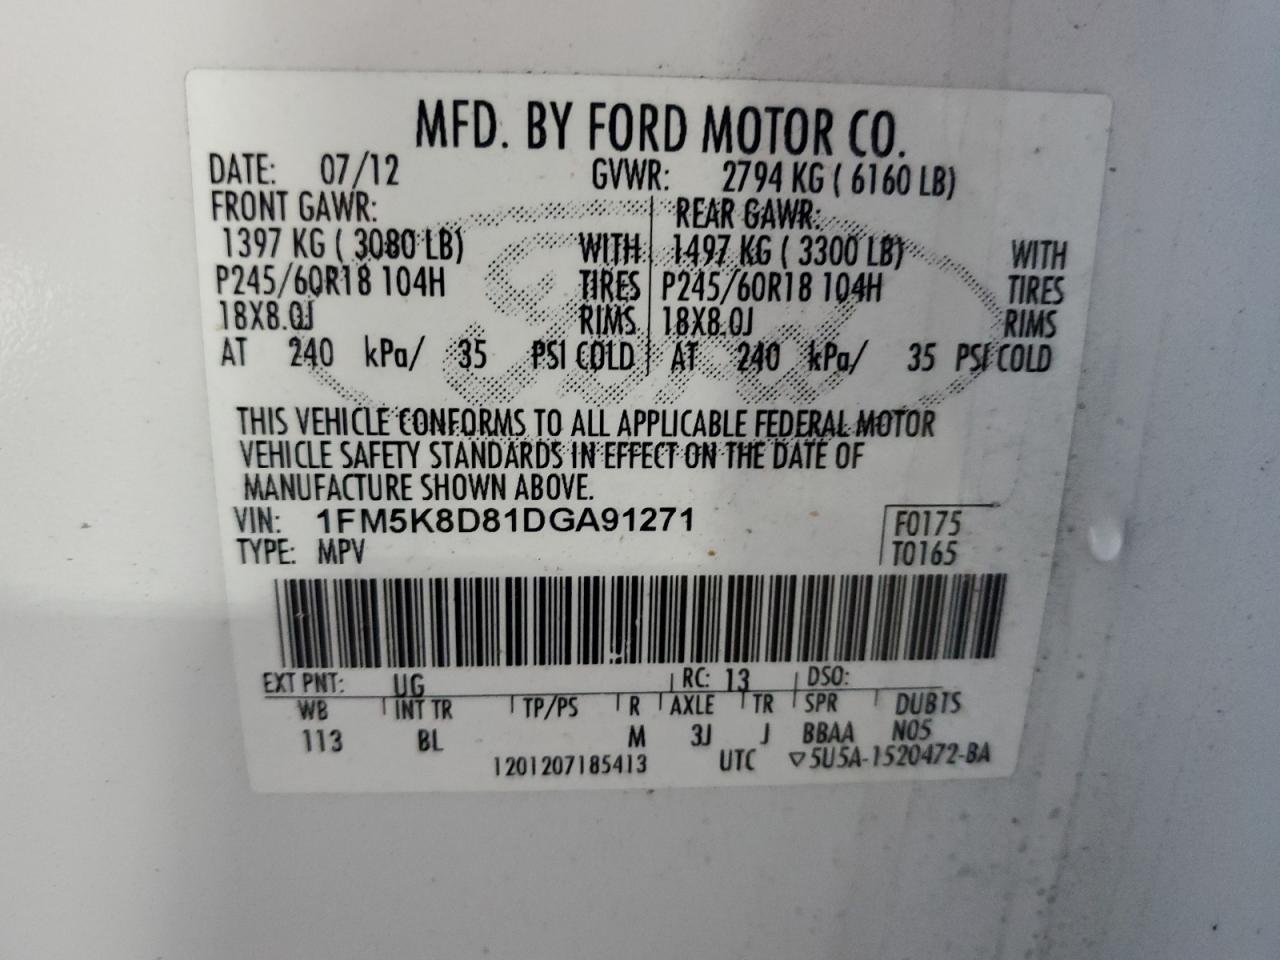 MFD. BY FORD MOTOR CO.
DATE: 07/12 GVWR: 2794 KG ( 6160 LB)
FRONT GAWR: REAR GAWR:
1397 KG ( 3080 LB) WITH 1497 KG ( 3300 LB) WITH
P245/60R18 104H TIRES P245/60R18 104H TIRES
18X8.0J RIMS 18X8.0J RIMS
AT 240 kPa/ 35 PSI COLD AT 240 kPa/ 35 PSI COLD
Ford
THIS VEHICLE CONFORMS TO ALL APPLICABLE FEDERAL MOTOR
VEHICLE SAFETY STANDARDS IN EFFECT ON THE DATE OF
MANUFACTURE SHOWN ABOVE.
VIN: 1FM5K8D81DGA91271 F0175
TYPE: MPV T0165
EXT PNT: UG RC: 13 DSO:
WB INT TR TP/PS R AXLE TR SPR DUBTS
113 BL M 3J J BBAA N05
1201207185413 UTC ▽5U5A-1520472-BA